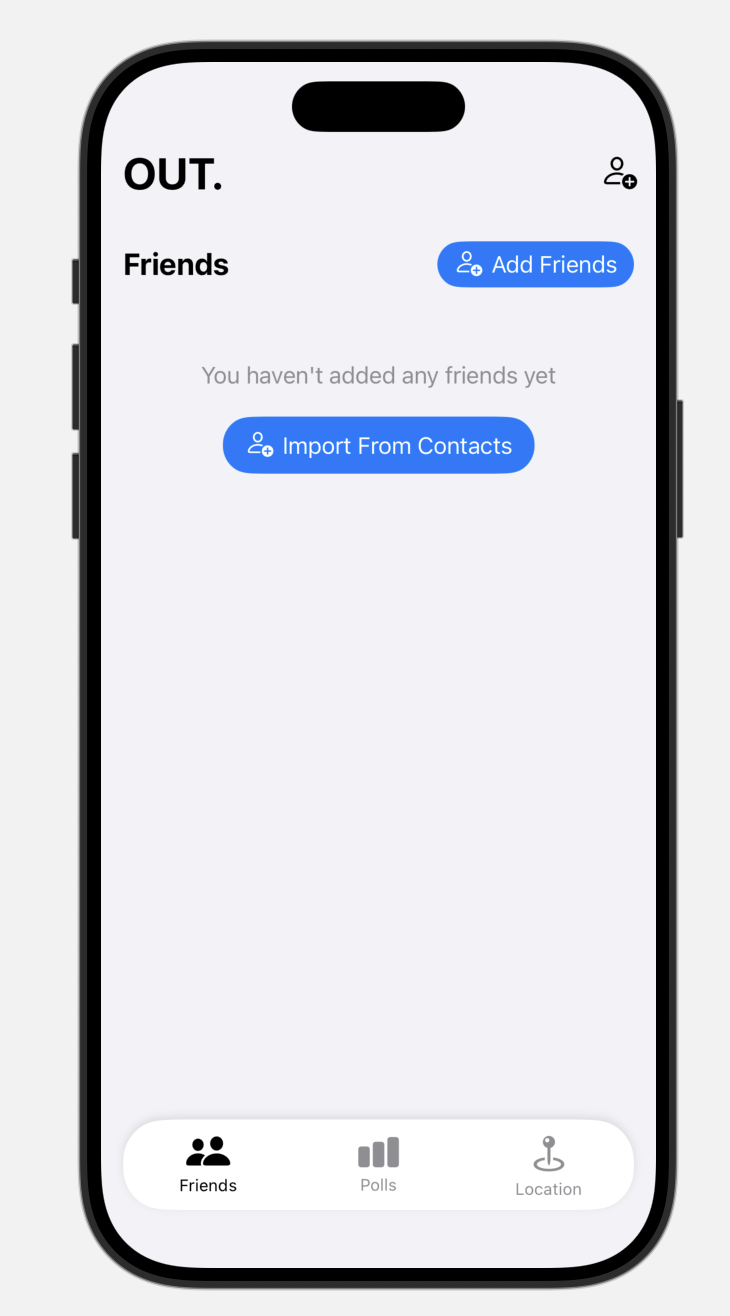 OUT.
Friends
Add Friends
You haven't added any friends yet
Import From Contacts
Friends
Polls
Location